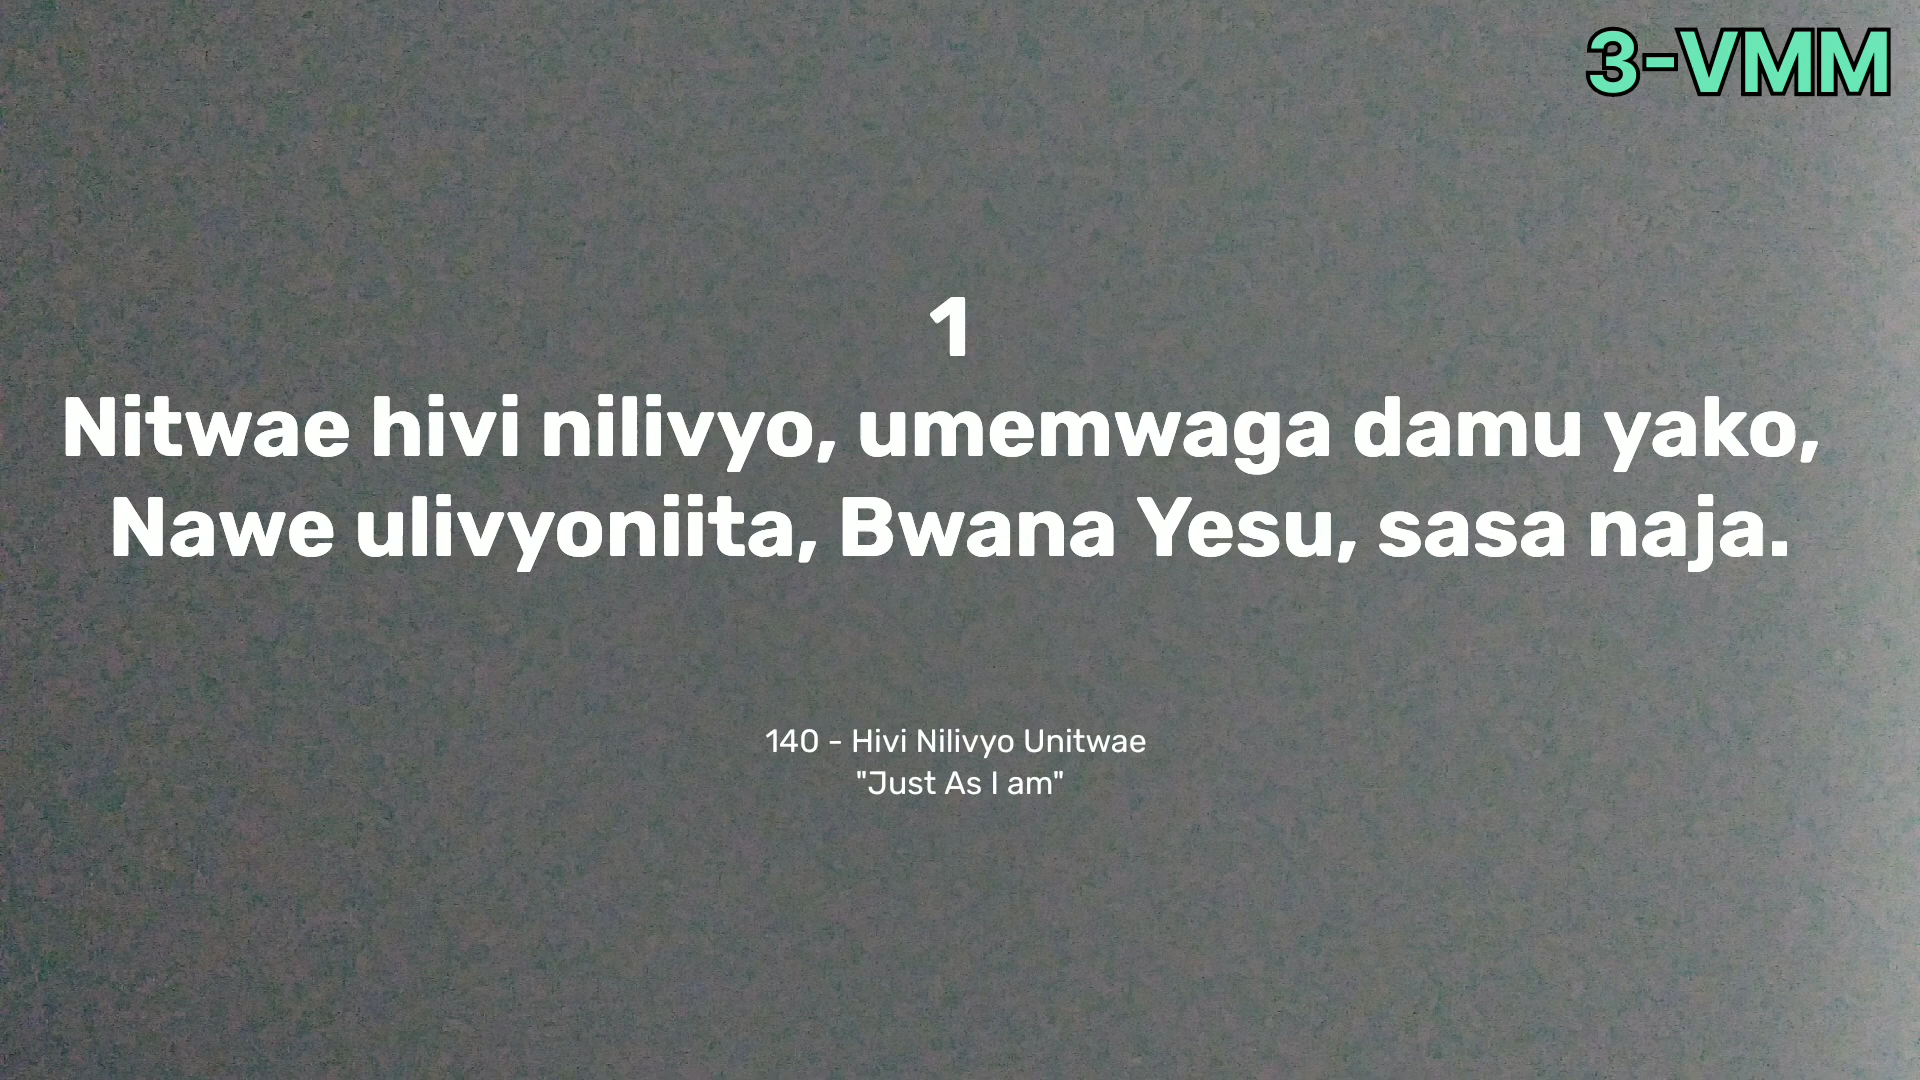 3-VMM
1
Nitwae hivi nilivyo, umemwaga damu yako,
Nawe ulivyoniita, Bwana Yesu, sasa naja.
140 - Hivi Nilivyo Unitwae
"Just As I am"